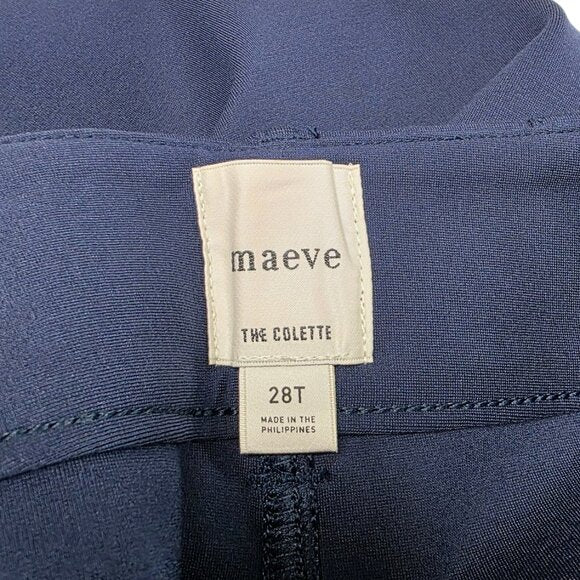 maeve
THE COLETTE
28T
MADE IN THE
PHILIPPINES